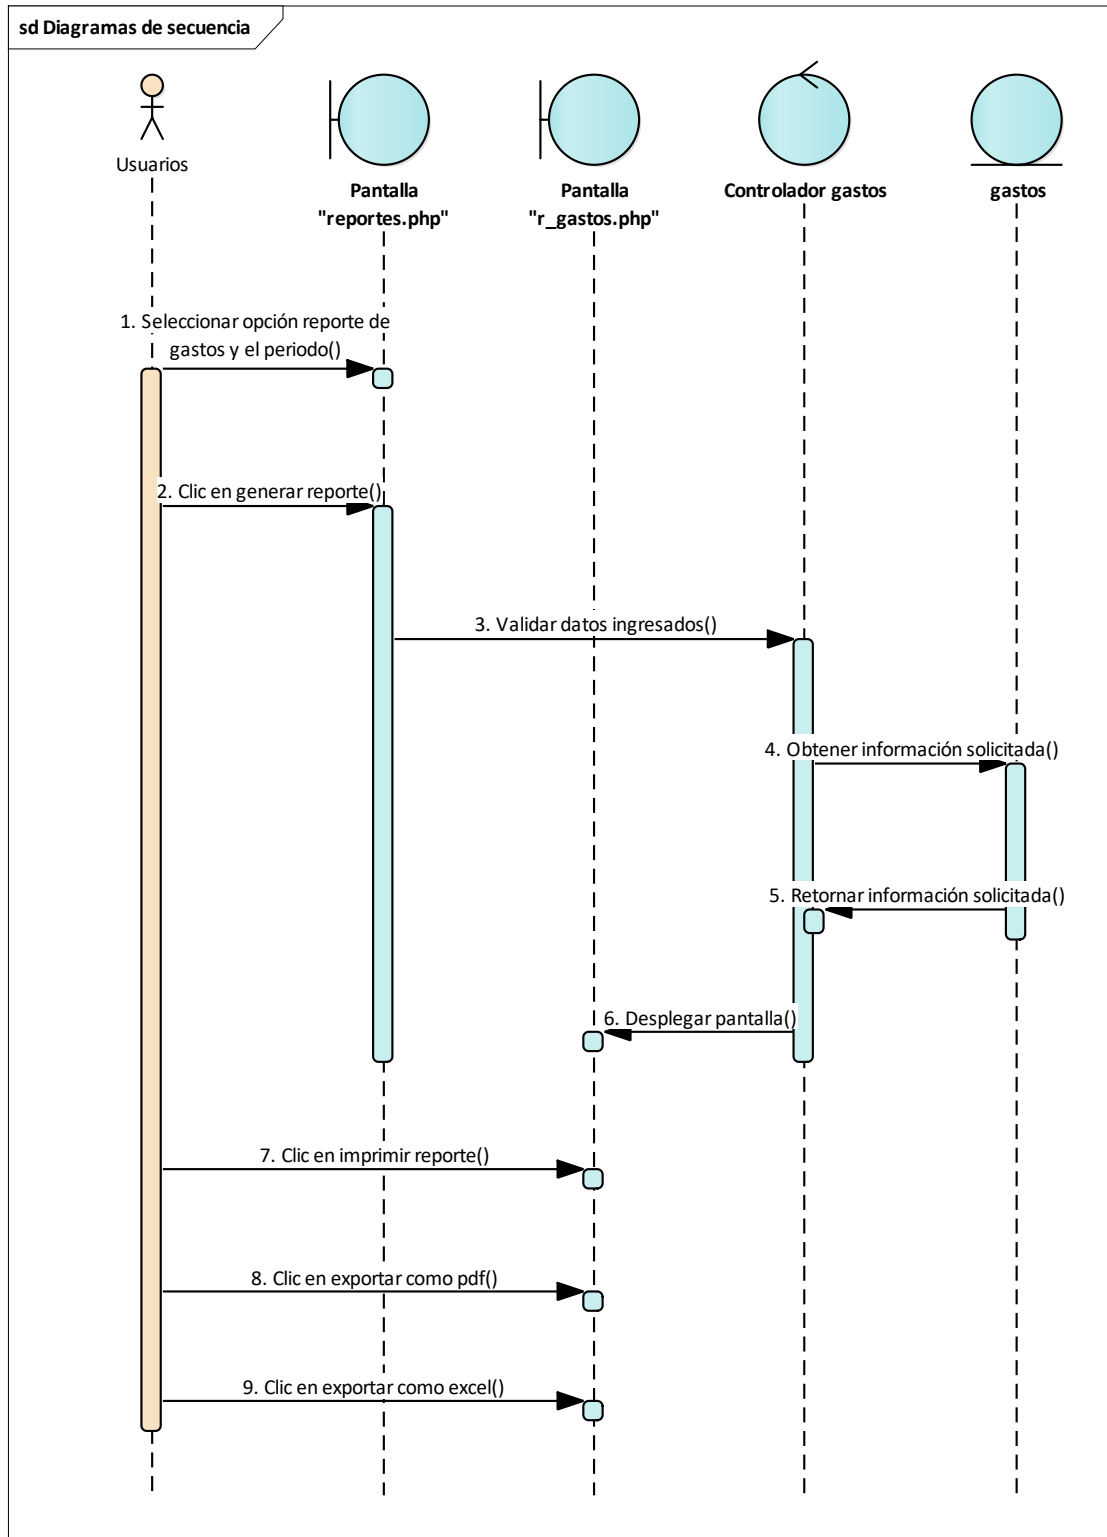 sd Diagramas de secuencia
Usuarios
Pantalla
"reportes.php"
Pantalla
"r_gastos.php"
Controlador gastos
gastos
1. Seleccionar opción reporte de
gastos y el periodo()
2. Clic en generar reporte()
3. Validar datos ingresados()
4. Obtener información solicitada()
5. Retornar información solicitada()
6. Desplegar pantalla()
7. Clic en imprimir reporte()
8. Clic en exportar como pdf()
9. Clic en exportar como excel()